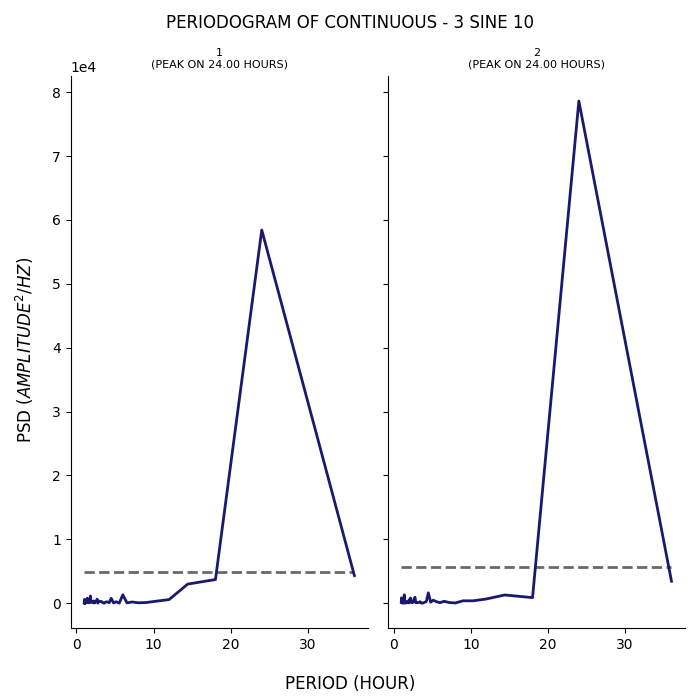 PERIODOGRAM OF CONTINUOUS - 3 SINE 10
1
(PEAK ON 24.00 HOURS)
2
(PEAK ON 24.00 HOURS)
1e4
8
7
6
5
4
3
2
1
0
PSD (AMPLITUDE²/HZ)
0 10 20 30
0 10 20 30
PERIOD (HOUR)